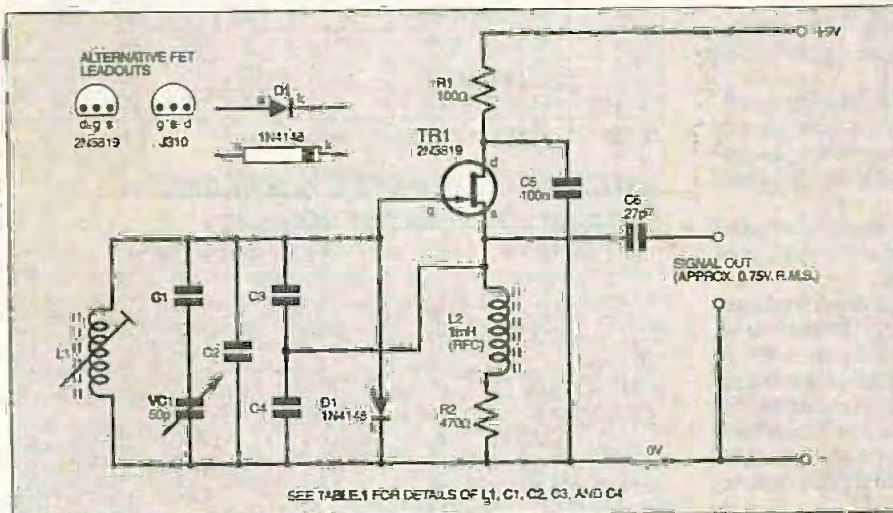 ALTERNATIVE FET
LEADOUTS
d g s
2N3819
g s d
J310
D1
a
k
1N4148
k
+9V
R1
100Ω
TR1
2N3819
d
g
s
C5
100n
C6
27p
SIGNAL OUT
(APPROX. 0.75V. R.M.S.)
L1
C1
VC1
50p
C2
C3
C4
D1
1N4148
k
L2
1mH
(RFC)
R2
470Ω
0V
SEE TABLE 1 FOR DETAILS OF L1, C1, C2, C3, AND C4